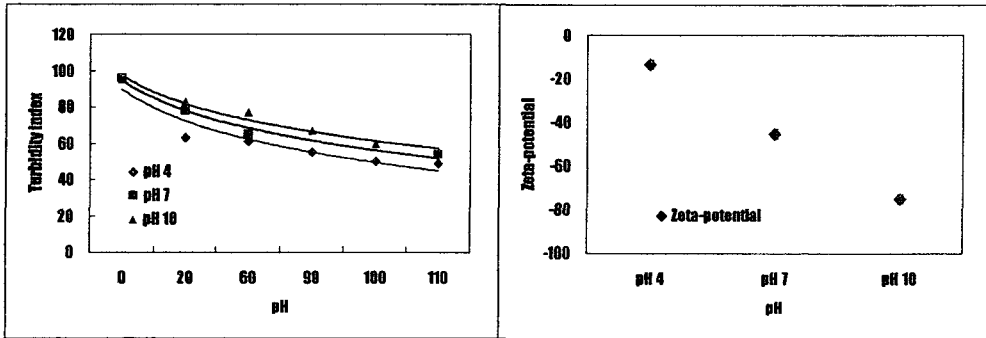 120
100
80
60
40
20
0
Turbidity index
pH 4
pH 7
pH 10
0 20 60 90 100 110
pH
0
-20
-40
-60
-80
-100
Zeta-potential
Zeta-potential
pH 4 pH 7 pH 10
pH